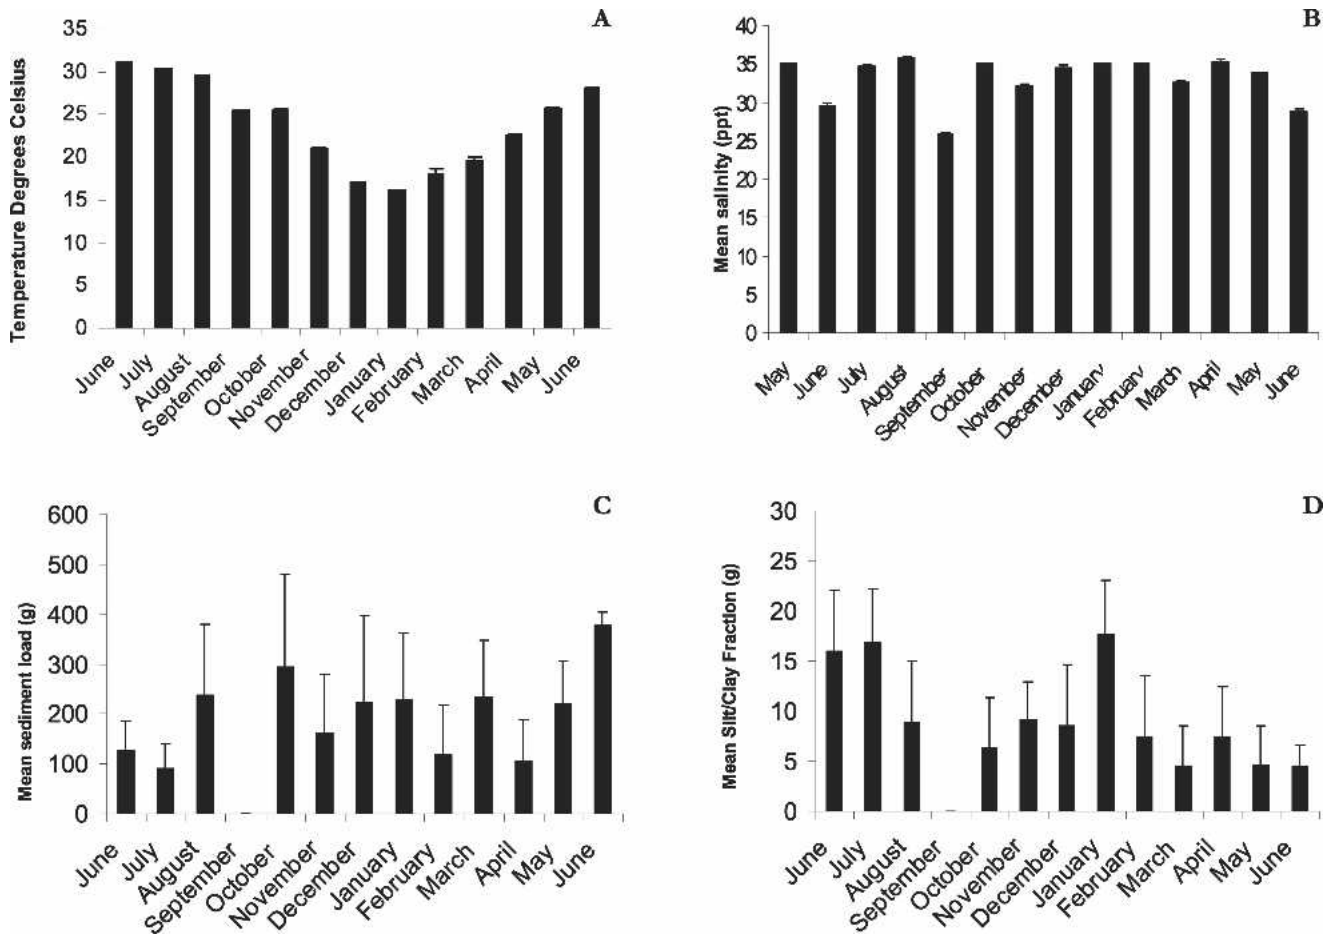 A
Temperature Degrees Celsius
35
30
25
20
15
10
5
0
June
July
August
September
October
November
December
January
February
March
April
May
June
B
Mean salinity (ppt)
40
35
30
25
20
15
10
5
0
May
June
July
August
September
October
November
December
January
February
March
April
May
June
C
Mean sediment load (g)
600
500
400
300
200
100
0
June
July
August
September
October
November
December
January
February
March
April
May
June
D
Mean Silt/Clay Fraction (g)
30
25
20
15
10
5
0
June
July
August
September
October
November
December
January
February
March
April
May
June